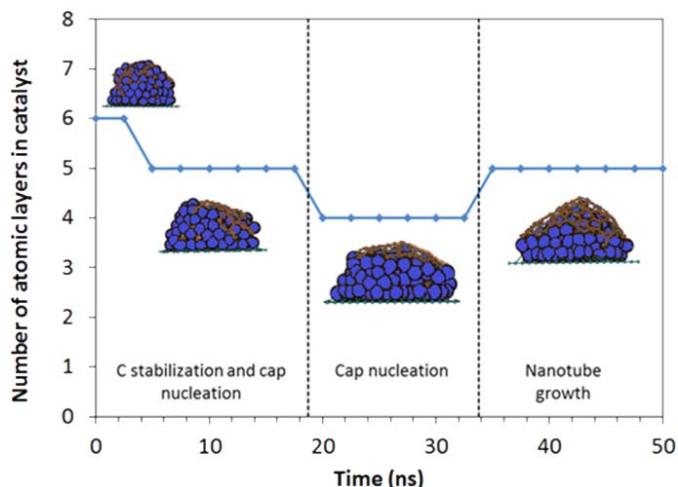 8
7
6
5
4
3
2
1
0
Number of atomic layers in catalyst
C stabilization and cap
nucleation
Cap nucleation
Nanotube
growth
0 10 20 30 40 50
Time (ns)